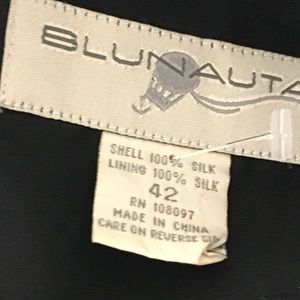 BLUNAUTA
SHELL 100% SILK
LINING 100% SILK
42
RN 108097
MADE IN CHINA
CARE ON REVERSE